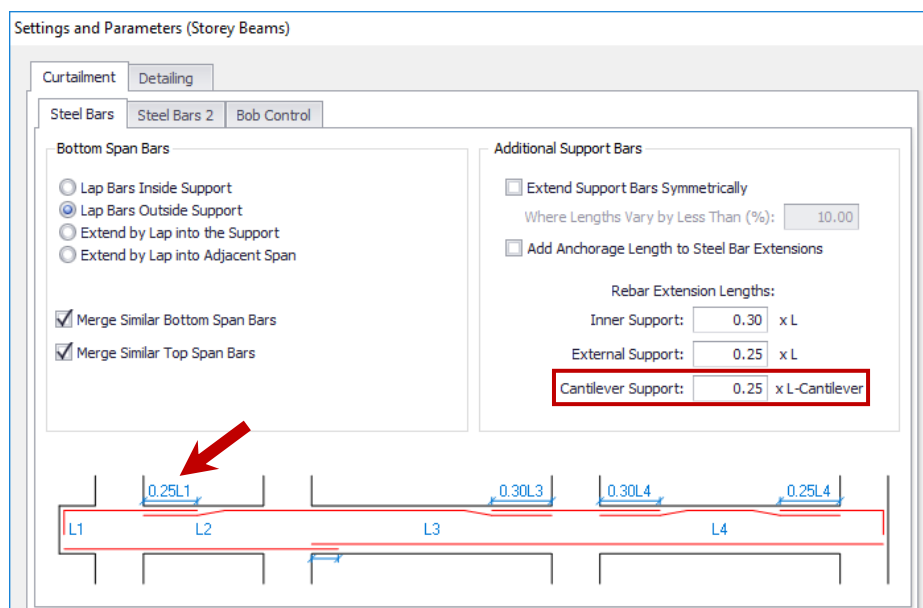 Settings and Parameters (Storey Beams)
Curtailment Detailing
Steel Bars Steel Bars 2 Bob Control
Bottom Span Bars
Lap Bars Inside Support
Lap Bars Outside Support
Extend by Lap into the Support
Extend by Lap into Adjacent Span
Merge Similar Bottom Span Bars
Merge Similar Top Span Bars
Additional Support Bars
Extend Support Bars Symmetrically
Where Lengths Vary by Less Than (%): 10.00
Add Anchorage Length to Steel Bar Extensions
Rebar Extension Lengths:
Inner Support: 0.30 x L
External Support: 0.25 x L
Cantilever Support: 0.25 x L-Cantilever
0.25L1 0.30L3 0.30L4 0.25L4
L1 L2 L3 L4